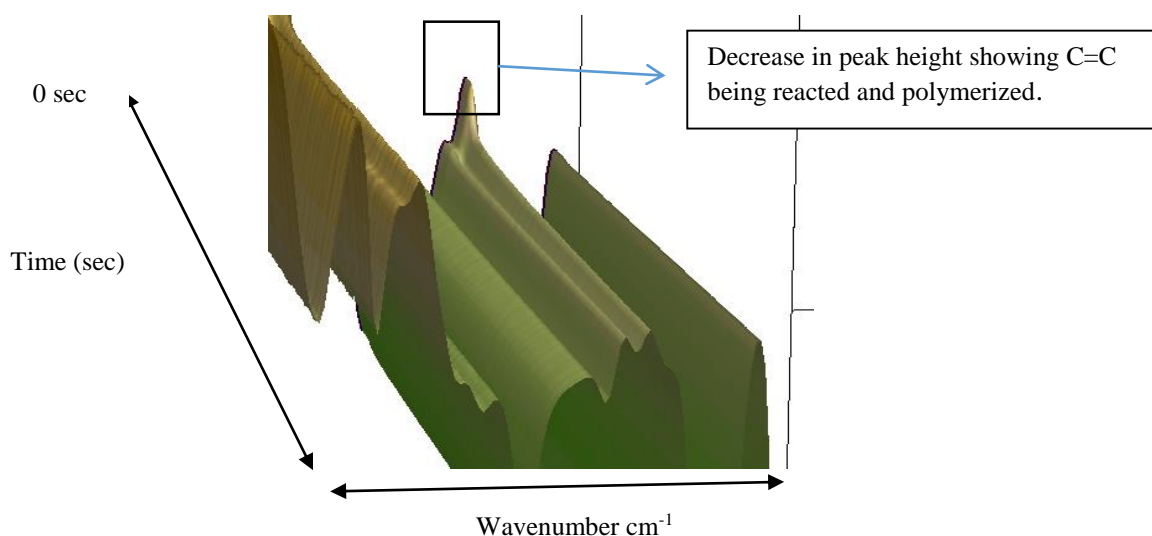 Decrease in peak height showing C=C
being reacted and polymerized.
0 sec
Time (sec)
Wavenumber cm⁻¹